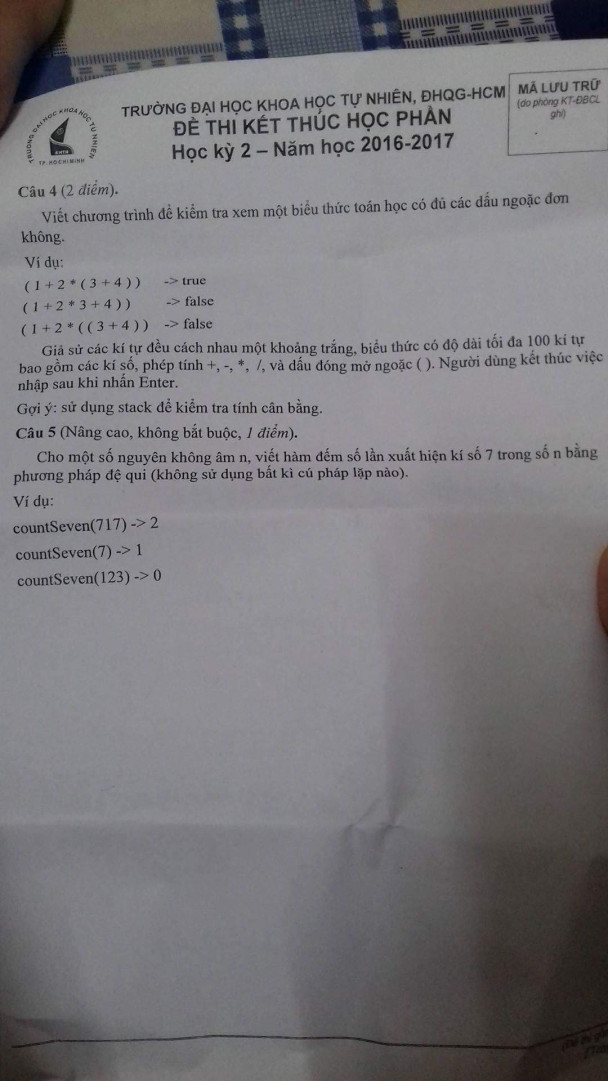 TRƯỜNG ĐẠI HỌC KHOA HỌC TỰ NHIÊN, ĐHQG-HCM
ĐỀ THI KẾT THÚC HỌC PHẦN
Học kỳ 2 – Năm học 2016-2017
MÃ LƯU TRỮ
(do phòng KT-ĐBCL
ghi)
TRƯỜNG ĐẠI HỌC KHOA HỌC TỰ NHIÊN
KHTN
TP. HỒ CHÍ MINH
Câu 4 (2 điểm).
Viết chương trình để kiểm tra xem một biểu thức toán học có đủ các dấu ngoặc đơn
không.
Ví dụ:
( 1 + 2 * ( 3 + 4 ) ) -> true
( 1 + 2 * 3 + 4 ) ) -> false
( 1 + 2 * ( ( 3 + 4 ) ) -> false
Giả sử các kí tự đều cách nhau một khoảng trắng, biểu thức có độ dài tối đa 100 kí tự
bao gồm các kí số, phép tính +, -, *, /, và dấu đóng mở ngoặc ( ). Người dùng kết thúc việc
nhập sau khi nhấn Enter.
Gợi ý: sử dụng stack để kiểm tra tính cân bằng.
Câu 5 (Nâng cao, không bắt buộc, 1 điểm).
Cho một số nguyên không âm n, viết hàm đếm số lần xuất hiện kí số 7 trong số n bằng
phương pháp đệ qui (không sử dụng bất kì cú pháp lặp nào).
Ví dụ:
countSeven(717) -> 2
countSeven(7) -> 1
countSeven(123) -> 0